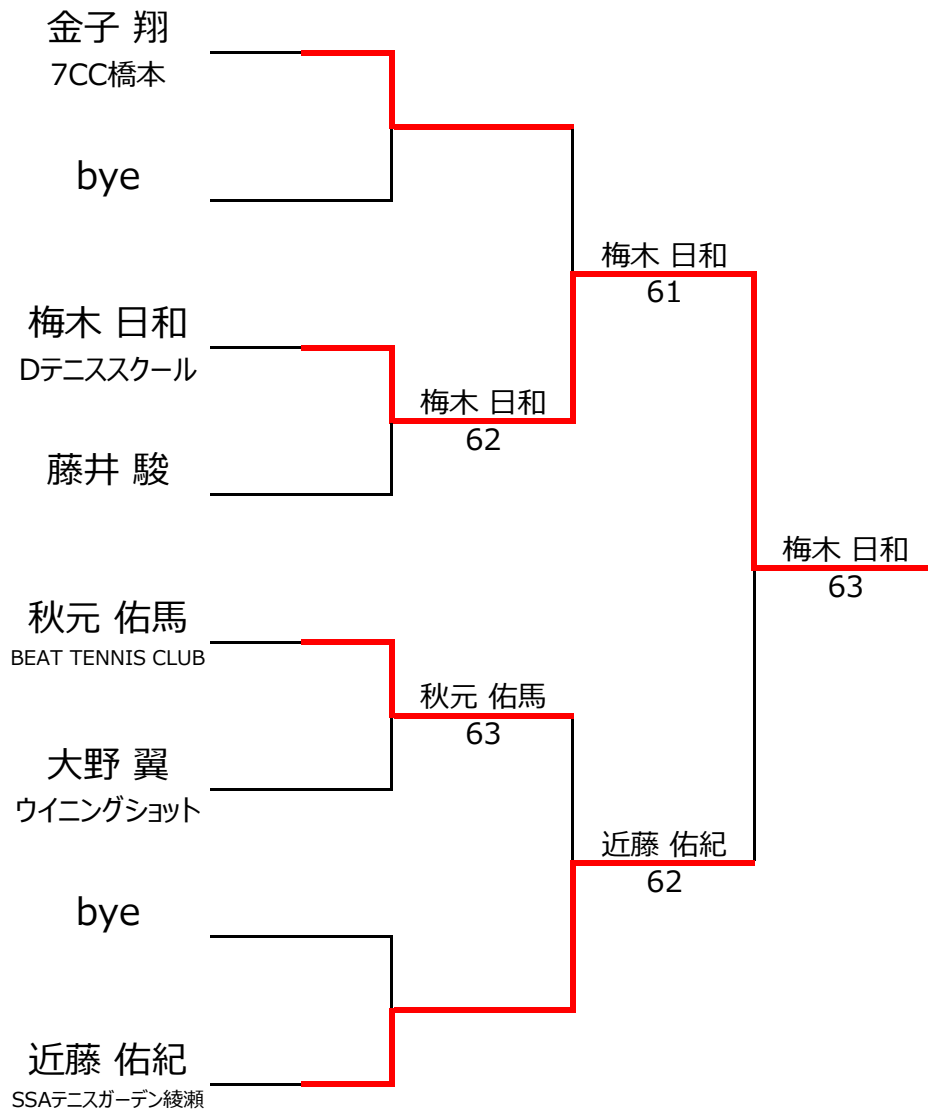 金子 翔
7CC橋本
bye
梅木 日和
61
梅木 日和
Dテニススクール
梅木 日和
62
藤井 駿
梅木 日和
63
秋元 佑馬
BEAT TENNIS CLUB
秋元 佑馬
63
大野 翼
ウイニングショット
近藤 佑紀
62
bye
近藤 佑紀
SSAテニスガーデン綾瀬